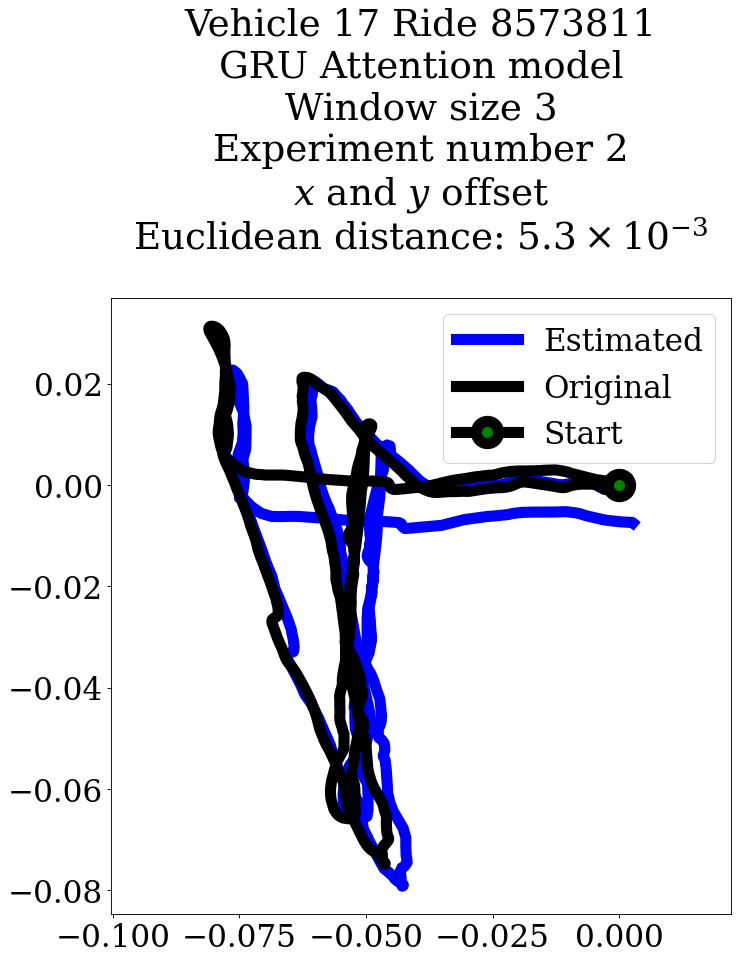 Vehicle 17 Ride 8573811
GRU Attention model
Window size 3
Experiment number 2
x and y offset
Euclidean distance: 5.3 × 10⁻³
Estimated
Original
Start
0.02
0.00
−0.02
−0.04
−0.06
−0.08
−0.100 −0.075 −0.050 −0.025 0.000